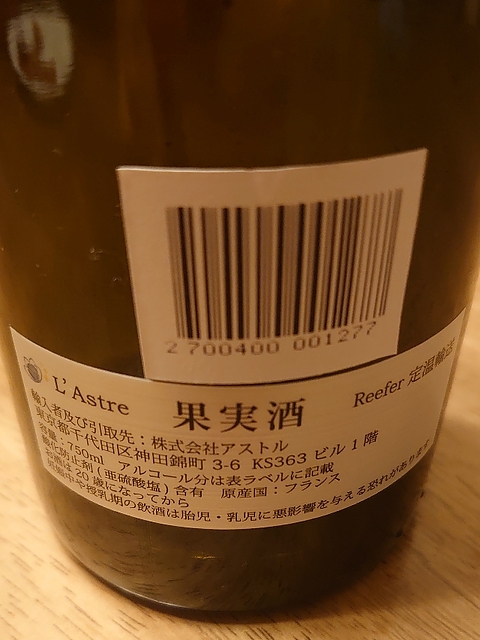 2 700400 001277
L'Astre 果実酒 Reefer 定温輸送
輸入者及び引取先：株式会社アストル
東京都千代田区神田錦町 3-6 KS363 ビル 1 階
容量：750ml アルコール分は表ラベルに記載
酸化防止剤 (亜硫酸塩) 含有 原産国：フランス
お酒は 20 歳になってから
妊娠中や授乳期の飲酒は胎児・乳児に悪影響を与える恐れがあります